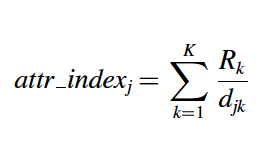 attr_index_j = \sum_{k=1}^{K} \frac{R_k}{d_{jk}}